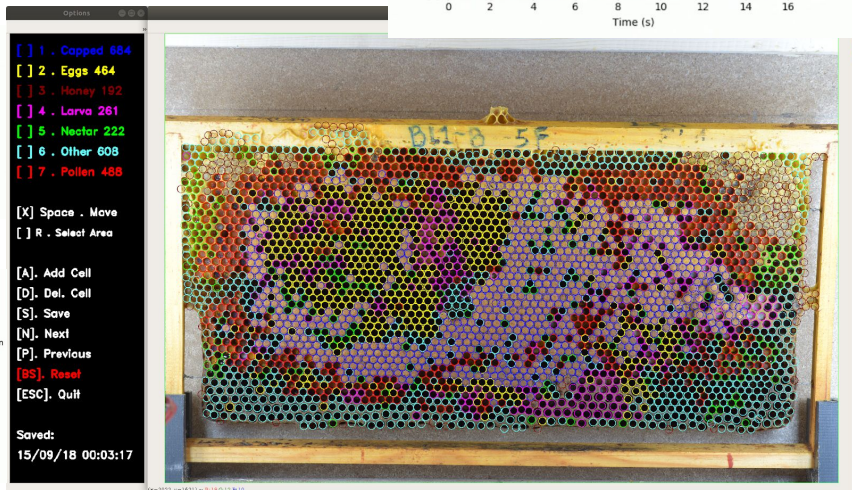 0 2 4 6 8 10 12 14 16
Time (s)
Options
[ ] 1 . Capped 684
[ ] 2 . Eggs 464
[ ] 3 . Honey 192
[ ] 4 . Larva 261
[ ] 5 . Nectar 222
[ ] 6 . Other 608
[ ] 7 . Pollen 488
[X] Space . Move
[ ] R . Select Area
[A]. Add Cell
[D]. Del. Cell
[S]. Save
[N]. Next
[P]. Previous
[BS]. Reset
[ESC]. Quit
Saved:
15/09/18 00:03:17